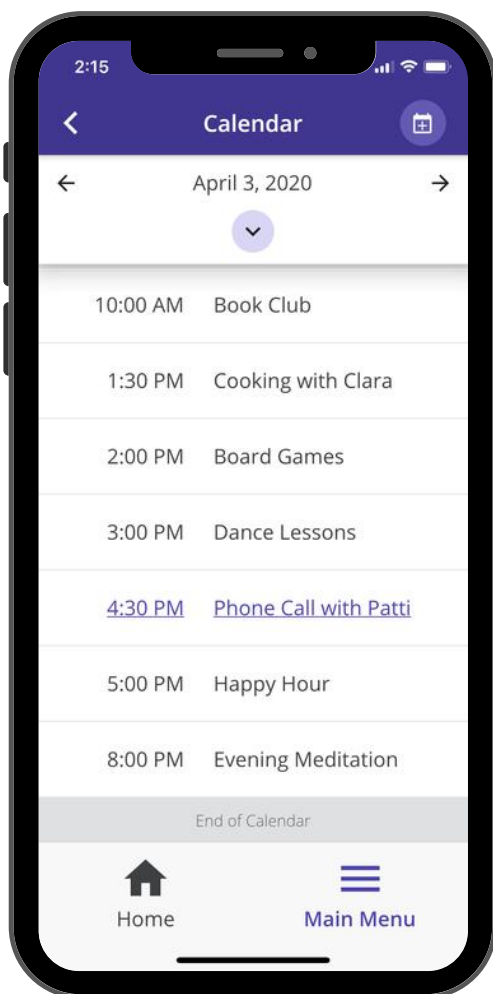 2:15
Calendar
April 3, 2020
10:00 AM Book Club
1:30 PM Cooking with Clara
2:00 PM Board Games
3:00 PM Dance Lessons
4:30 PM Phone Call with Patti
5:00 PM Happy Hour
8:00 PM Evening Meditation
End of Calendar
Home Main Menu